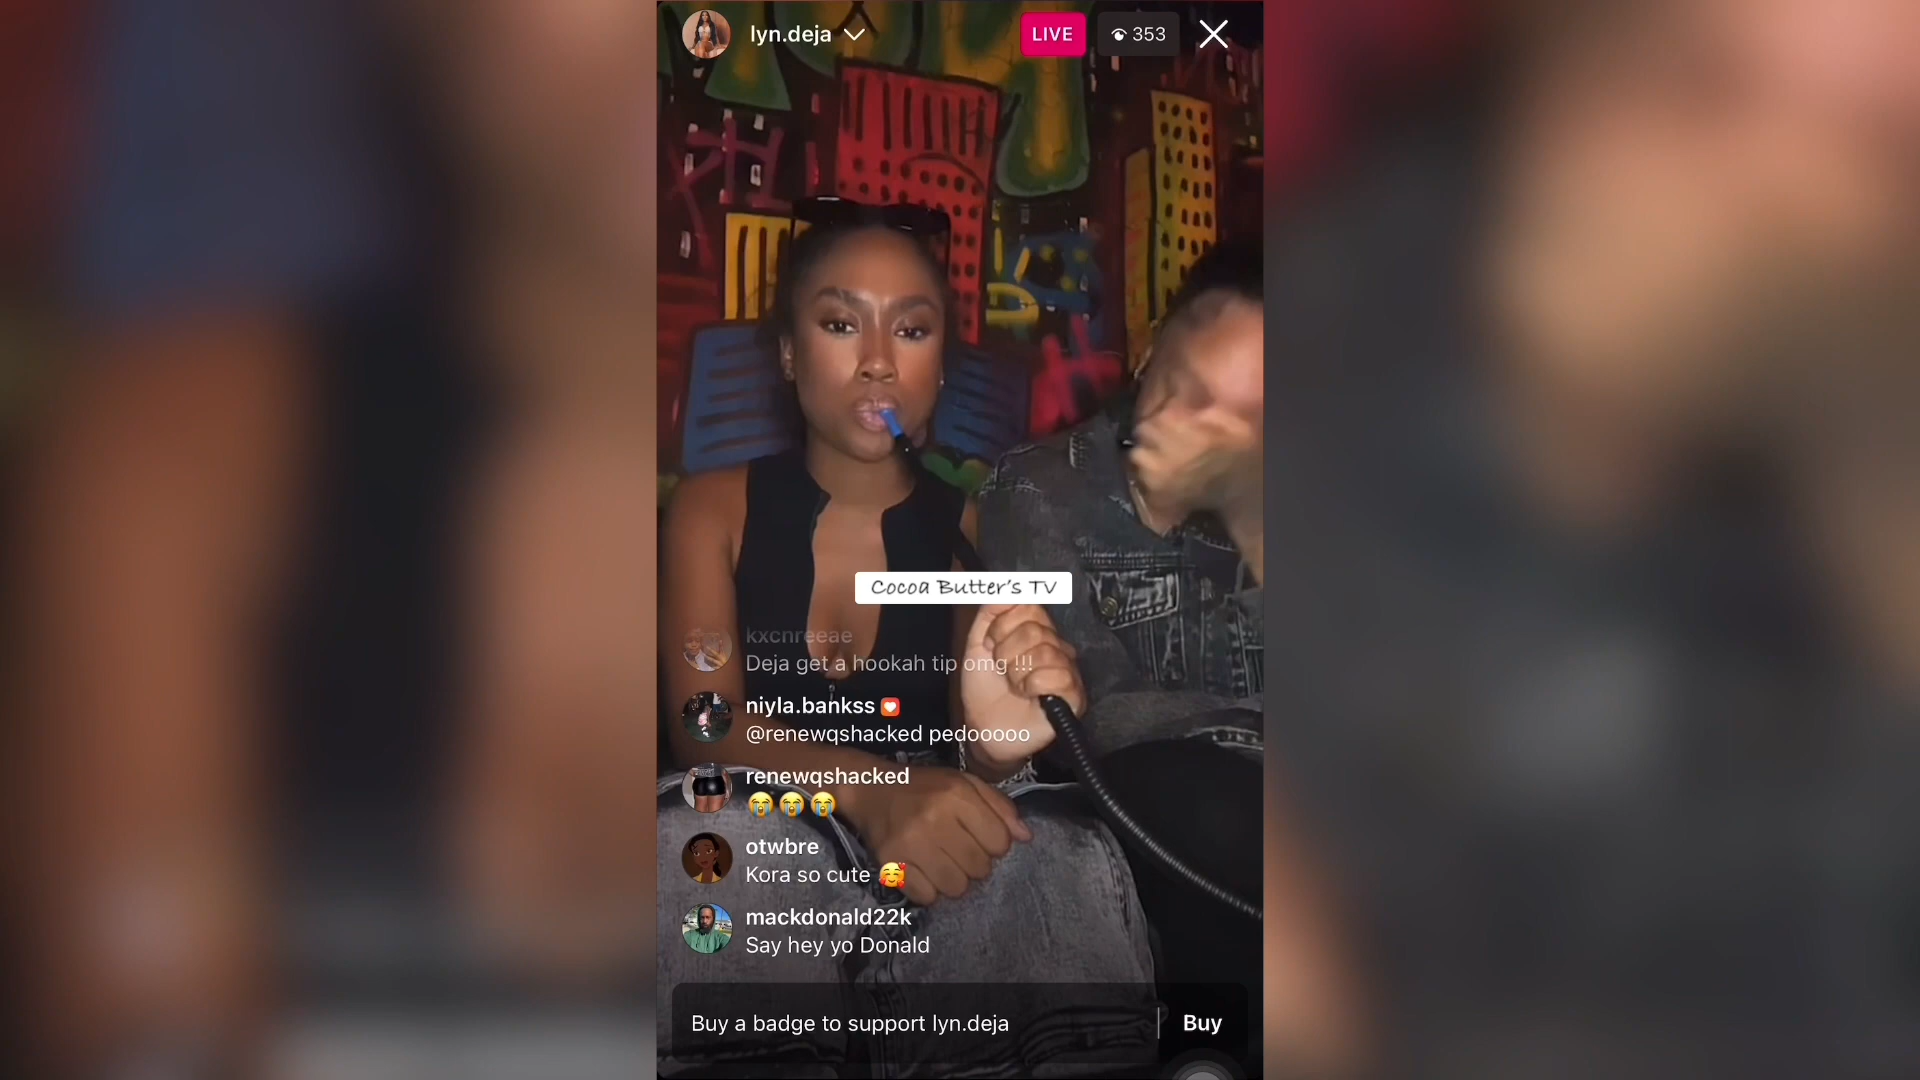 lyn.deja
LIVE
353
Cocoa Butter's TV
kxcnreeae
Deja get a hookah tip omg !!!
niyla.bankss
@renewqshacked pedooooo
renewqshacked
😭😭😭
otwbre
Kora so cute 🥰
mackdonald22k
Say hey yo Donald
Buy a badge to support lyn.deja
Buy